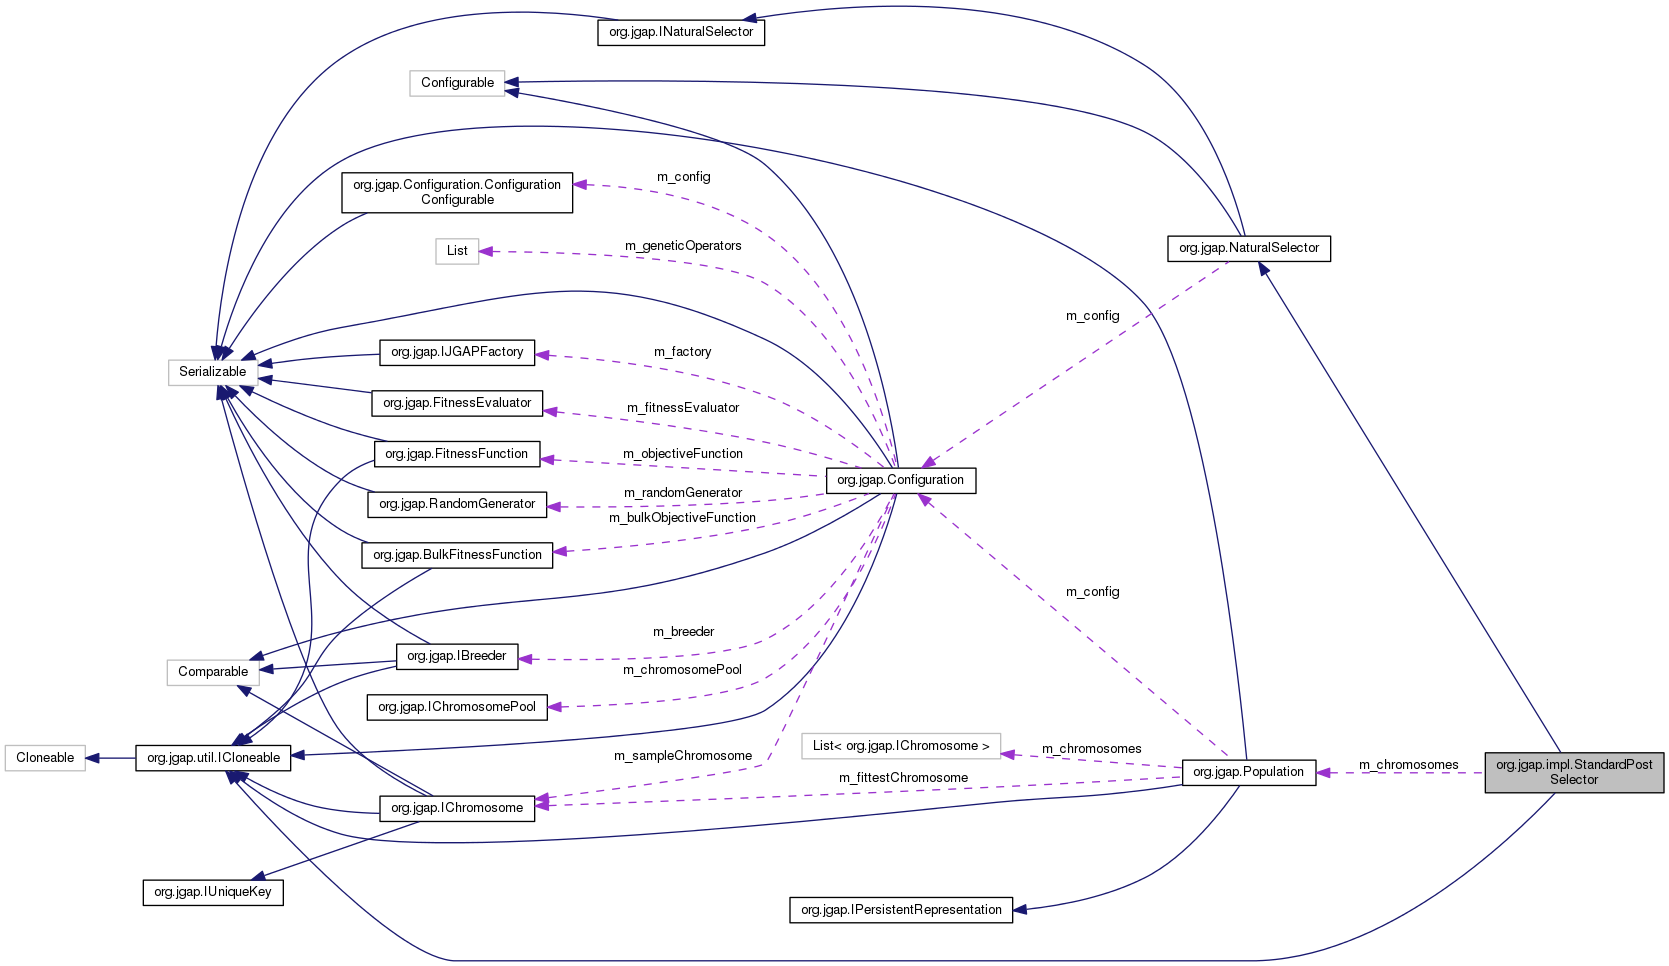 org.jgap.INaturalSelector
Configurable
m_config
org.jgap.Configuration.Configuration
Configurable
m_geneticOperators
List
org.jgap.NaturalSelector
m_config
m_factory
org.jgap.IJGAPFactory
Serializable
m_fitnessEvaluator
org.jgap.FitnessEvaluator
m_objectiveFunction
org.jgap.FitnessFunction
org.jgap.Configuration
m_randomGenerator
org.jgap.RandomGenerator
m_bulkObjectiveFunction
org.jgap.BulkFitnessFunction
m_config
m_breeder
org.jgap.IBreeder
Comparable
m_chromosomePool
org.jgap.IChromosomePool
Cloneable
org.jgap.util.ICloneable
m_sampleChromosome
List< org.jgap.IChromosome >
m_chromosomes
org.jgap.Population
m_chromosomes
org.jgap.impl.StandardPost
Selector
m_fittestChromosome
org.jgap.IChromosome
org.jgap.IUniqueKey
org.jgap.IPersistentRepresentation